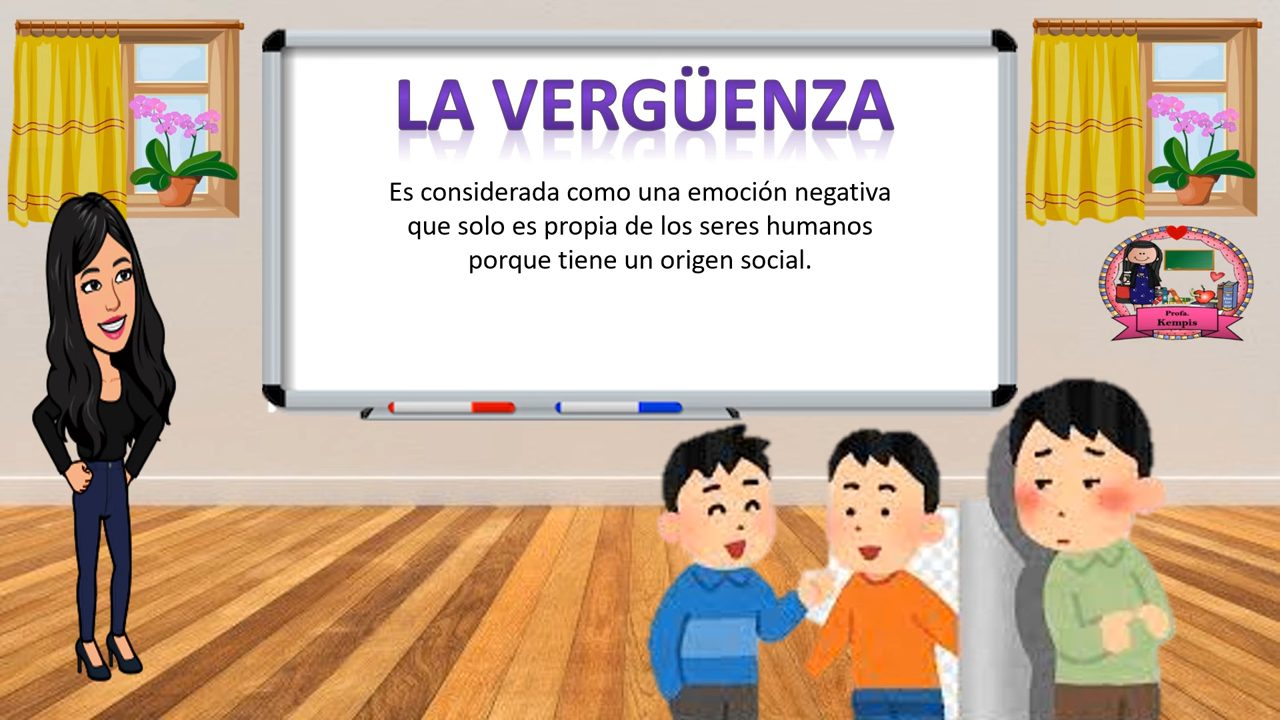 LA VERGÜENZA
Es considerada como una emoción negativa
que solo es propia de los seres humanos
porque tiene un origen social.
Profa.
Kempis